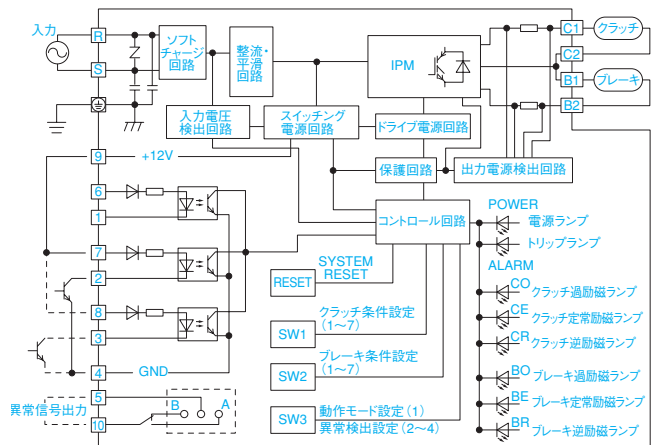 入力
R
S
ソフト
チャージ
回路
整流・
平滑
回路
IPM
C1
クラッチ
C2
B1
ブレーキ
B2
入力電圧
検出回路
スイッチング
電源回路
ドライブ電源回路
保護回路
出力電源検出回路
9
+12V
6
1
7
2
8
3
4
GND
5
10
異常信号出力
B
A
コントロール回路
SYSTEM
RESET
RESET
クラッチ条件設定
(1～7)
SW1
ブレーキ条件設定
(1～7)
SW2
SW3
動作モード設定(1)
異常検出設定(2～4)
POWER
電源ランプ
トリップランプ
ALARM
CO クラッチ過励磁ランプ
CE クラッチ定常励磁ランプ
CR クラッチ逆励磁ランプ
BO ブレーキ過励磁ランプ
BE ブレーキ定常励磁ランプ
BR ブレーキ逆励磁ランプ